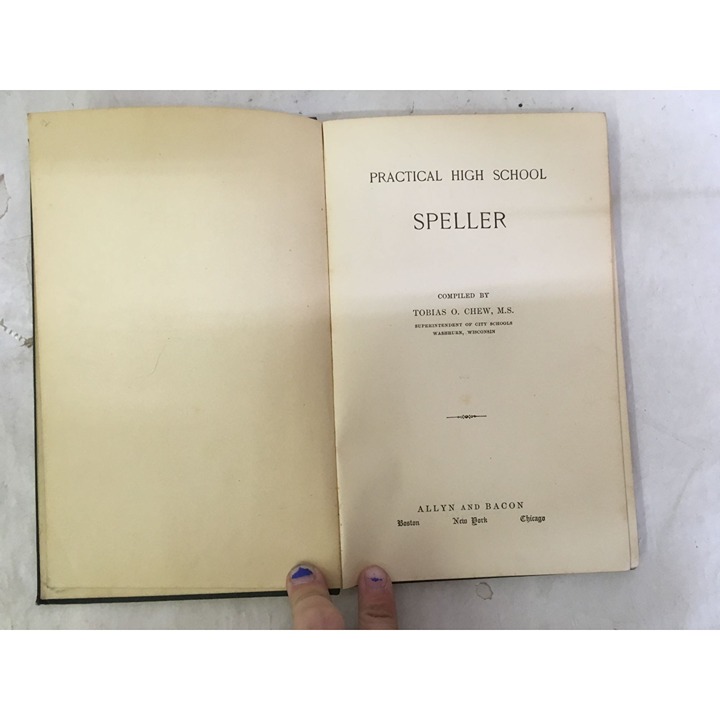 PRACTICAL HIGH SCHOOL
SPELLER
COMPILED BY
TOBIAS O. CHEW, M.S.
SUPERINTENDENT OF CITY SCHOOLS
WASHBURN, WISCONSIN
ALLYN AND BACON
Boston New York Chicago